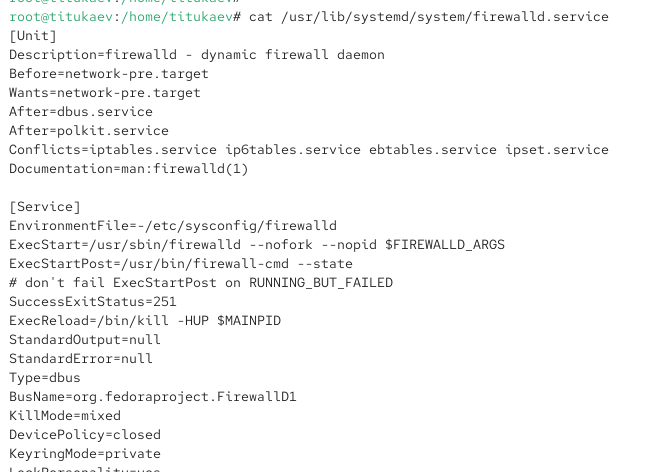 root@titukaev:/home/titukaev#
root@titukaev:/home/titukaev# cat /usr/lib/systemd/system/firewalld.service
[Unit]
Description=firewalld - dynamic firewall daemon
Before=network-pre.target
Wants=network-pre.target
After=dbus.service
After=polkit.service
Conflicts=iptables.service ip6tables.service ebtables.service ipset.service
Documentation=man:firewalld(1)

[Service]
EnvironmentFile=-/etc/sysconfig/firewalld
ExecStart=/usr/sbin/firewalld --nofork --nopid $FIREWALLD_ARGS
ExecStartPost=/usr/bin/firewall-cmd --state
# don't fail ExecStartPost on RUNNING_BUT_FAILED
SuccessExitStatus=251
ExecReload=/bin/kill -HUP $MAINPID
StandardOutput=null
StandardError=null
Type=dbus
BusName=org.fedoraproject.FirewallD1
KillMode=mixed
DevicePolicy=closed
KeyringMode=private
LockPersonality=yes